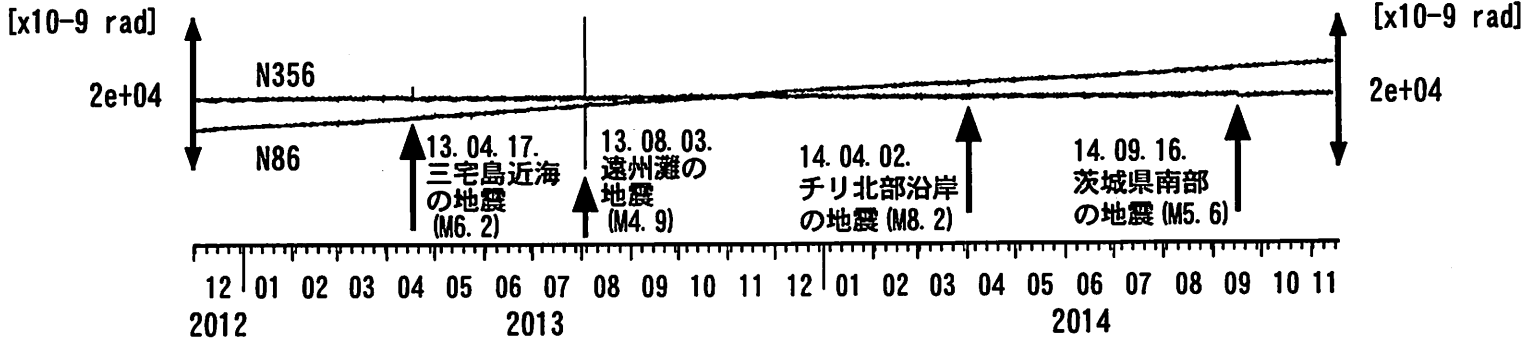 [x10-9 rad]
[x10-9 rad]
N356
2e+04
2e+04
N86
13. 04. 17.
三宅島近海
の地震
(M6. 2)
13. 08. 03.
遠州灘の
地震
(M4. 9)
14. 04. 02.
チリ北部沿岸
の地震 (M8. 2)
14. 09. 16.
茨城県南部
の地震 (M5. 6)
12 01 02 03 04 05 06 07 08 09 10 11 12 01 02 03 04 05 06 07 08 09 10 11
2012 2013 2014